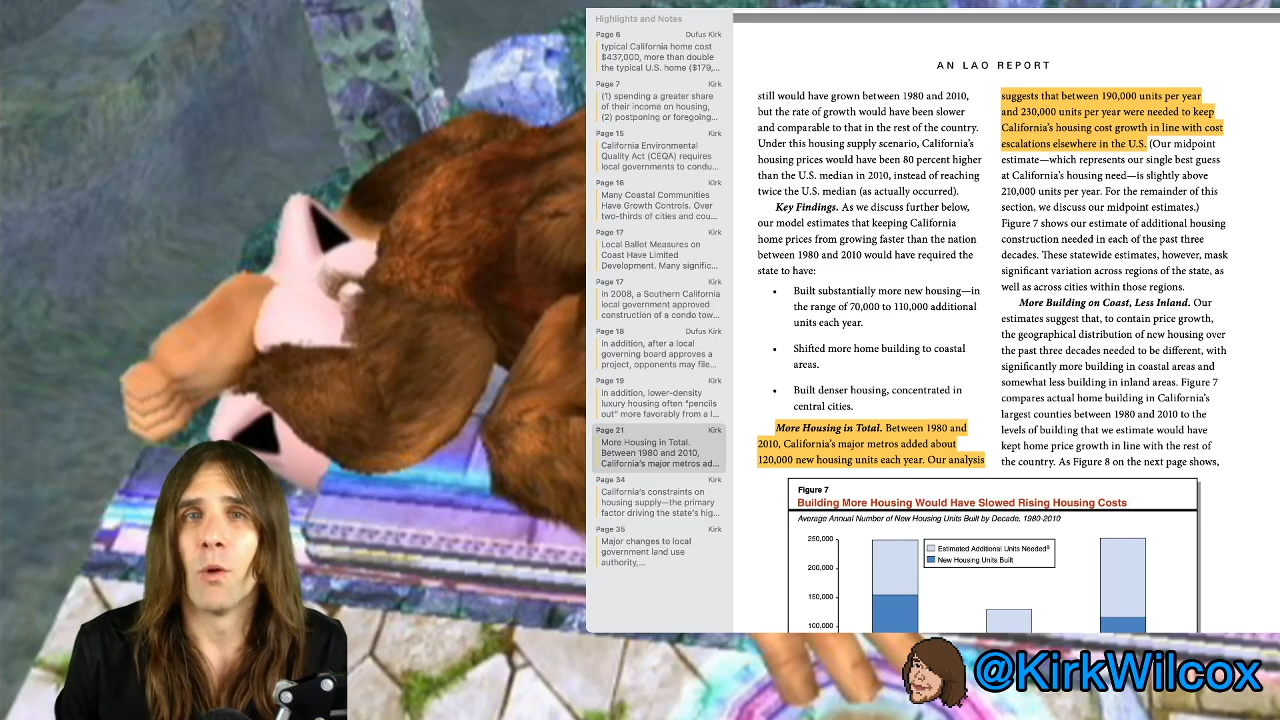 Highlights and Notes
Page 6 Dufus Kirk
typical California home cost
$437,000, more than double
the typical U.S. home ($179,...
Page 7 Kirk
(1) spending a greater share
of their income on housing,
(2) postponing or foregoing...
Page 15 Kirk
California Environmental
Quality Act (CEQA) requires
local governments to condu...
Page 16 Kirk
Many Coastal Communities
Have Growth Controls. Over
two-thirds of cities and cou...
Page 17 Kirk
Local Ballot Measures on
Coast Have Limited
Development. Many signific...
Page 17 Kirk
In 2008, a Southern California
local government approved
construction of a condo tow...
Page 18 Dufus Kirk
In addition, after a local
governing board approves a
project, opponents may file...
Page 19 Kirk
In addition, lower-density
luxury housing often "pencils
out" more favorably from a l...
Page 21 Kirk
More Housing in Total.
Between 1980 and 2010,
California's major metros ad...
Page 34 Kirk
California's constraints on
housing supply—the primary
factor driving the state's hig...
Page 35 Kirk
Major changes to local
government land use
authority,...
AN LAO REPORT
still would have grown between 1980 and 2010,
but the rate of growth would have been slower
and comparable to that in the rest of the country.
Under this housing supply scenario, California's
housing prices would have been 80 percent higher
than the U.S. median in 2010, instead of reaching
twice the U.S. median (as actually occurred).
Key Findings. As we discuss further below,
our model estimates that keeping California
home prices from growing faster than the nation
between 1980 and 2010 would have required the
state to have:
• Built substantially more new housing—in
the range of 70,000 to 110,000 additional
units each year.
• Shifted more home building to coastal
areas.
• Built denser housing, concentrated in
central cities.
More Housing in Total. Between 1980 and
2010, California's major metros added about
120,000 new housing units each year. Our analysis
suggests that between 190,000 units per year
and 230,000 units per year were needed to keep
California's housing cost growth in line with cost
escalations elsewhere in the U.S. (Our midpoint
estimate—which represents our single best guess
at California's housing need—is slightly above
210,000 units per year. For the remainder of this
section, we discuss our midpoint estimates.)
Figure 7 shows our estimate of additional housing
construction needed in each of the past three
decades. These statewide estimates, however, mask
significant variation across regions of the state, as
well as across cities within those regions.
More Building on Coast, Less Inland. Our
estimates suggest that, to contain price growth,
the geographical distribution of new housing over
the past three decades needed to be different, with
significantly more building in coastal areas and
somewhat less building in inland areas. Figure 7
compares actual home building in California's
largest counties between 1980 and 2010 to the
levels of building that we estimate would have
kept home price growth in line with the rest of
the country. As Figure 8 on the next page shows,
Figure 7
Building More Housing Would Have Slowed Rising Housing Costs
Average Annual Number of New Housing Units Built by Decade, 1980-2010
250,000
200,000
150,000
100,000
Estimated Additional Units Neededᵃ
New Housing Units Built
@KirkWilcox